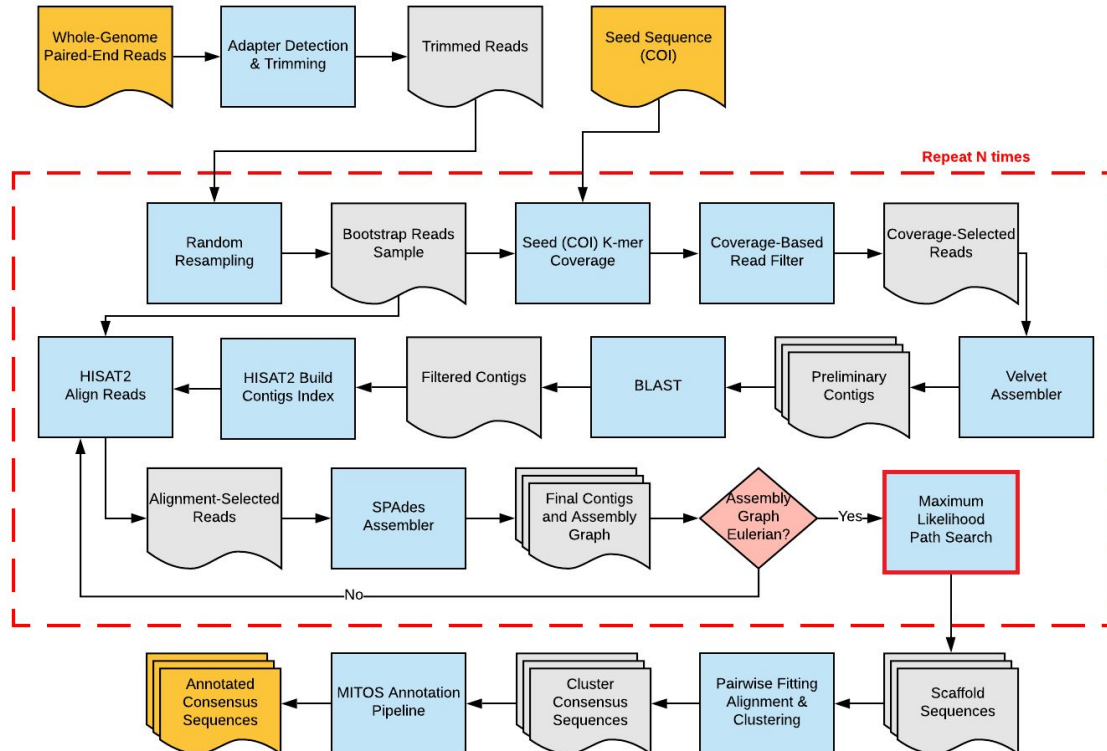 Whole-Genome
Paired-End Reads
Adapter Detection
& Trimming
Trimmed Reads
Seed Sequence
(COI)
Repeat N times
Random
Resampling
Bootstrap Reads
Sample
Seed (COI) K-mer
Coverage
Coverage-Based
Read Filter
Coverage-Selected
Reads
HISAT2
Align Reads
HISAT2 Build
Contigs Index
Filtered Contigs
BLAST
Preliminary
Contigs
Velvet
Assembler
Alignment-Selected
Reads
SPAdes
Assembler
Final Contigs
and Assembly
Graph
Assembly
Graph
Eulerian?
Yes
Maximum
Likelihood
Path Search
No
Annotated
Consensus
Sequences
MITOS Annotation
Pipeline
Cluster
Consensus
Sequences
Pairwise Fitting
Alignment &
Clustering
Scaffold
Sequences